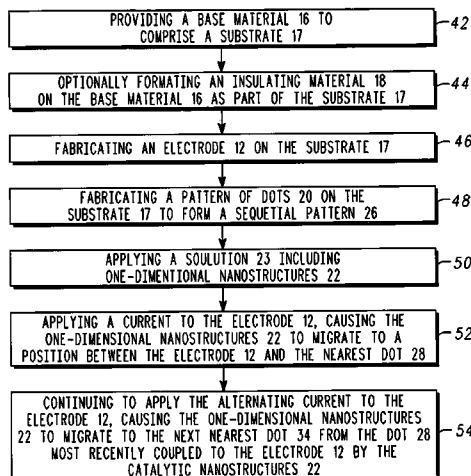 PROVIDING A BASE MATERIAL 16 TO
COMPRISE A SUBSTRATE 17
42
OPTIONALLY FORMATING AN INSULATING MATERIAL 18
ON THE BASE MATERIAL 16 AS PART OF THE SUBSTRATE 17
44
FABRICATING AN ELECTRODE 12 ON THE SUBSTRATE 17
46
FABRICATING A PATTERN OF DOTS 20 ON THE
SUBSTRATE 17 TO FORM A SEQUETIAL PATTERN 26
48
APPLYING A SOULUTION 23 INCLUDING
ONE-DIMENTIONAL NANOSTRUCTURES 22
50
APPLYING A CURRENT TO THE ELECTRODE 12, CAUSING THE
ONE-DIMENSIONAL NANOSTRUCTURES 22 TO MIGRATE TO A
POSITION BETWEEN THE ELECTRODE 12 AND THE NEAREST DOT 28
52
CONTINUING TO APPLY THE ALTERNATING CURRENT TO THE
ELECTRODE 12, CAUSING THE ONE-DIMENSIONAL NANOSTRUCTURES
22 TO MIGRATE TO THE NEXT NEAREST DOT 34 FROM THE DOT 28
MOST RECENTLY COUPLED TO THE ELECTRODE 12 BY THE
CATALYTIC NANOSTRUCTURES 22
54